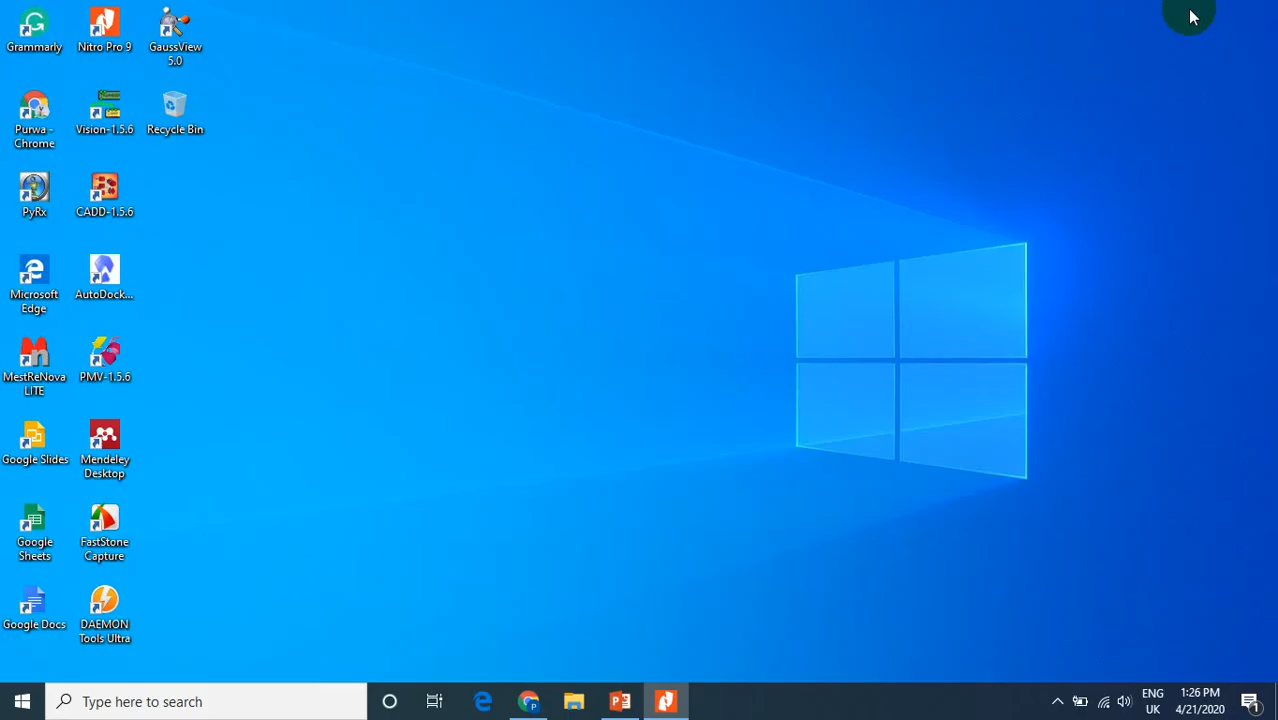 Grammarly
Nitro Pro 9
GaussView
5.0
Purwa -
Chrome
Vision-1.5.6
Recycle Bin
PyRx
CADD-1.5.6
Microsoft
Edge
AutoDock...
MestReNova
LITE
PMV-1.5.6
Google Slides
Mendeley
Desktop
Google
Sheets
FastStone
Capture
Google Docs
DAEMON
Tools Ultra
Type here to search
P
ENG
UK
1:26 PM
4/21/2020
1